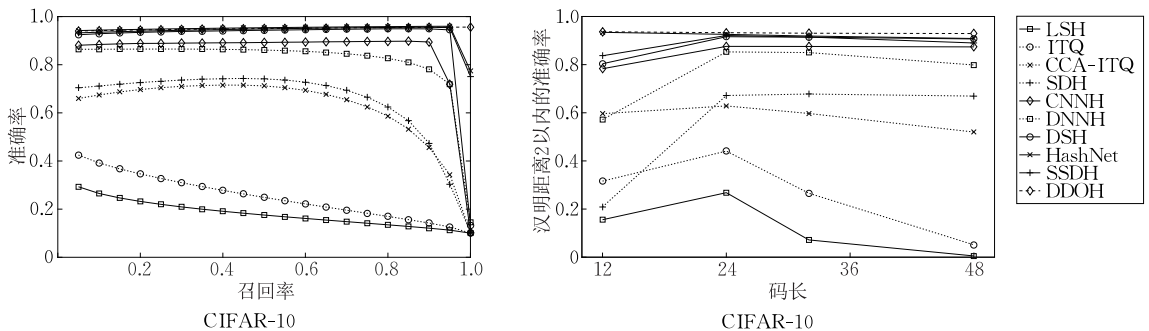 1.0
0.8
0.6
0.4
0.2
0
准确率
0.2 0.4 0.6 0.8 1.0
召回率
CIFAR-10
1.0
0.8
0.6
0.4
0.2
0
汉明距离2以内的准确率
12 24 36 48
码长
CIFAR-10
LSH
ITQ
CCA-ITQ
SDH
CNNH
DNNH
DSH
HashNet
SSDH
DDOH